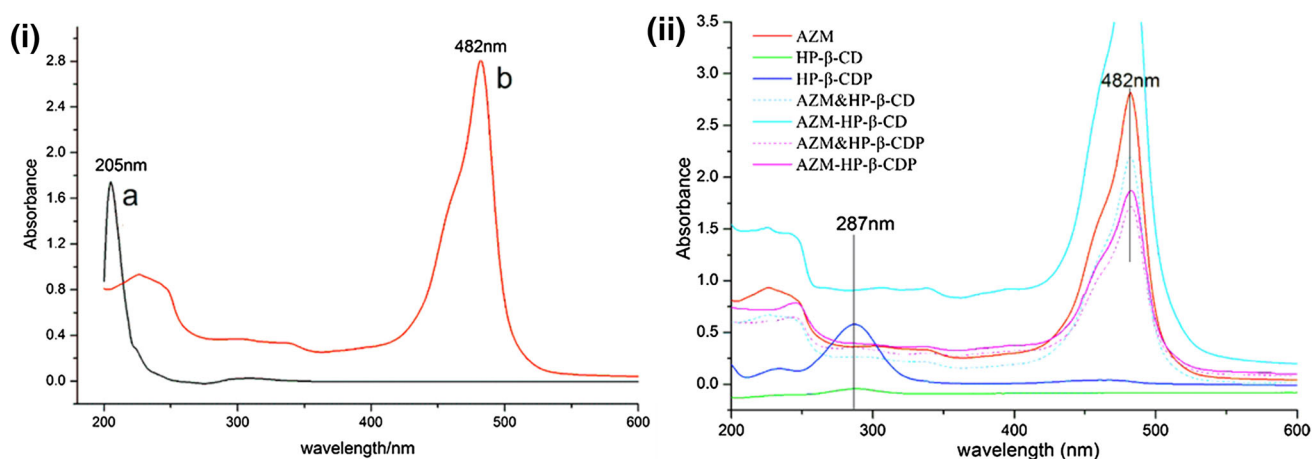 (i)
482nm
b
205nm
a
2.8
2.4
2.0
1.6
1.2
0.8
0.4
0.0
Absorbance
200 300 400 500 600
wavelength/nm
(ii)
AZM
HP-β-CD
HP-β-CDP
AZM&HP-β-CD
AZM-HP-β-CD
AZM&HP-β-CDP
AZM-HP-β-CDP
482nm
287nm
3.5
3.0
2.5
2.0
1.5
1.0
0.5
0.0
Absorbance
200 300 400 500 600
wavelength (nm)